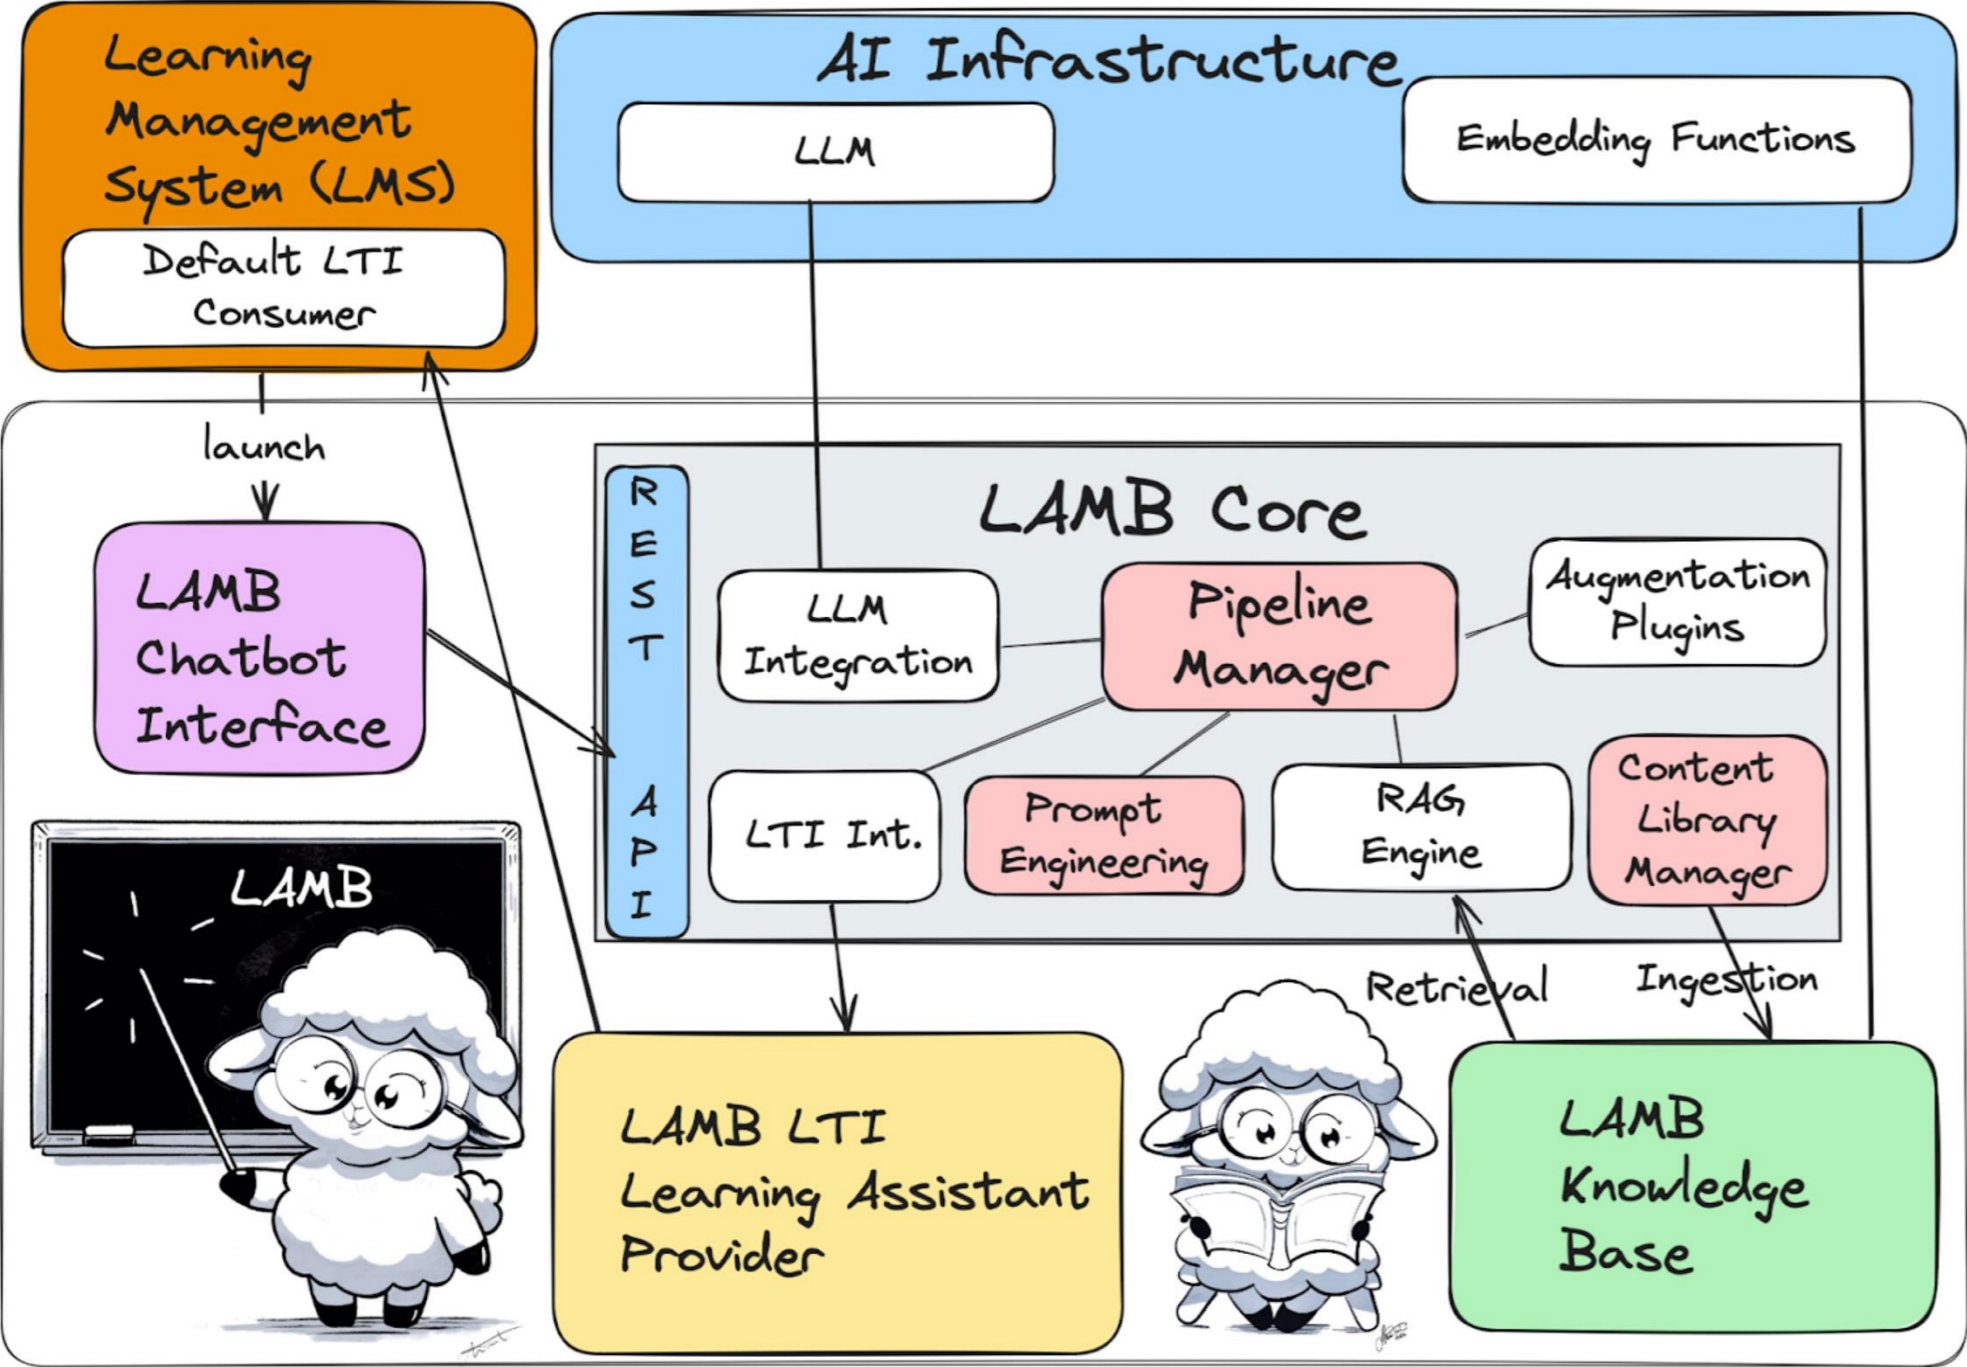 Learning
Management
System (LMS)
Default LTI
Consumer
AI Infrastructure
LLM
Embedding Functions
launch
LAMB
Chatbot
Interface
REST API
LAMB Core
LLM
Integration
Pipeline
Manager
Augmentation
Plugins
LTI Int.
Prompt
Engineering
RAG
Engine
Content
Library
Manager
Retrieval
Ingestion
LAMB
LAMB LTI
Learning Assistant
Provider
LAMB
Knowledge
Base